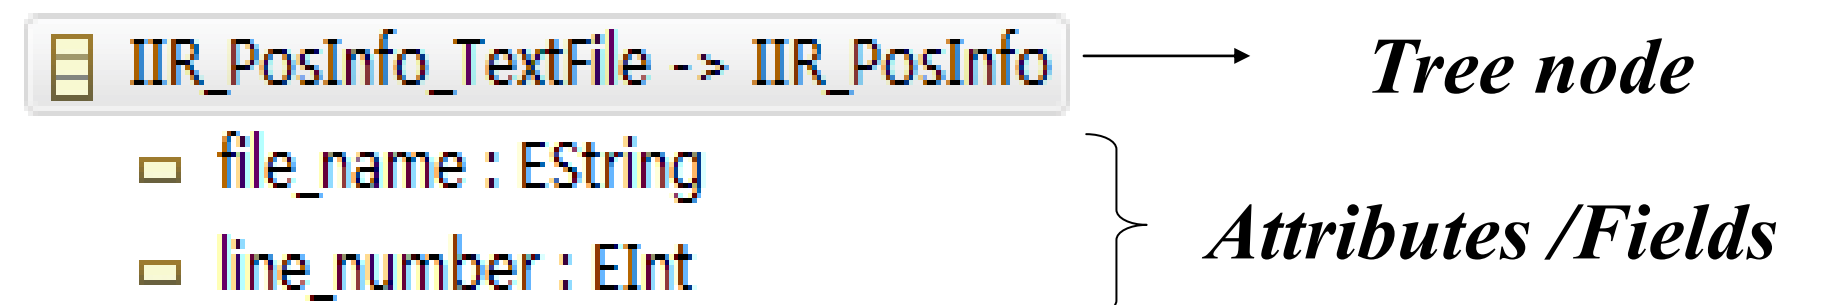 IIR_PosInfo_TextFile -> IIR_PosInfo
Tree node
file_name : EString
Attributes /Fields
line_number : EInt